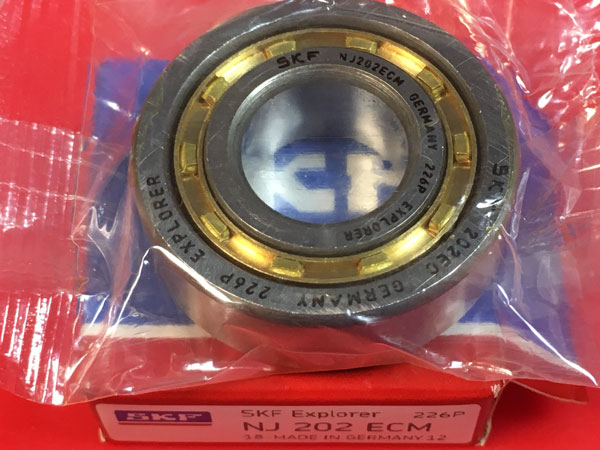 SKF NJ202ECM GERMANY 226P EXPLORER
SKF 202EC GERMANY 226P EXPLORER
SKF
SKF Explorer 226P
NJ 202 ECM
18 MADE IN GERMANY 12